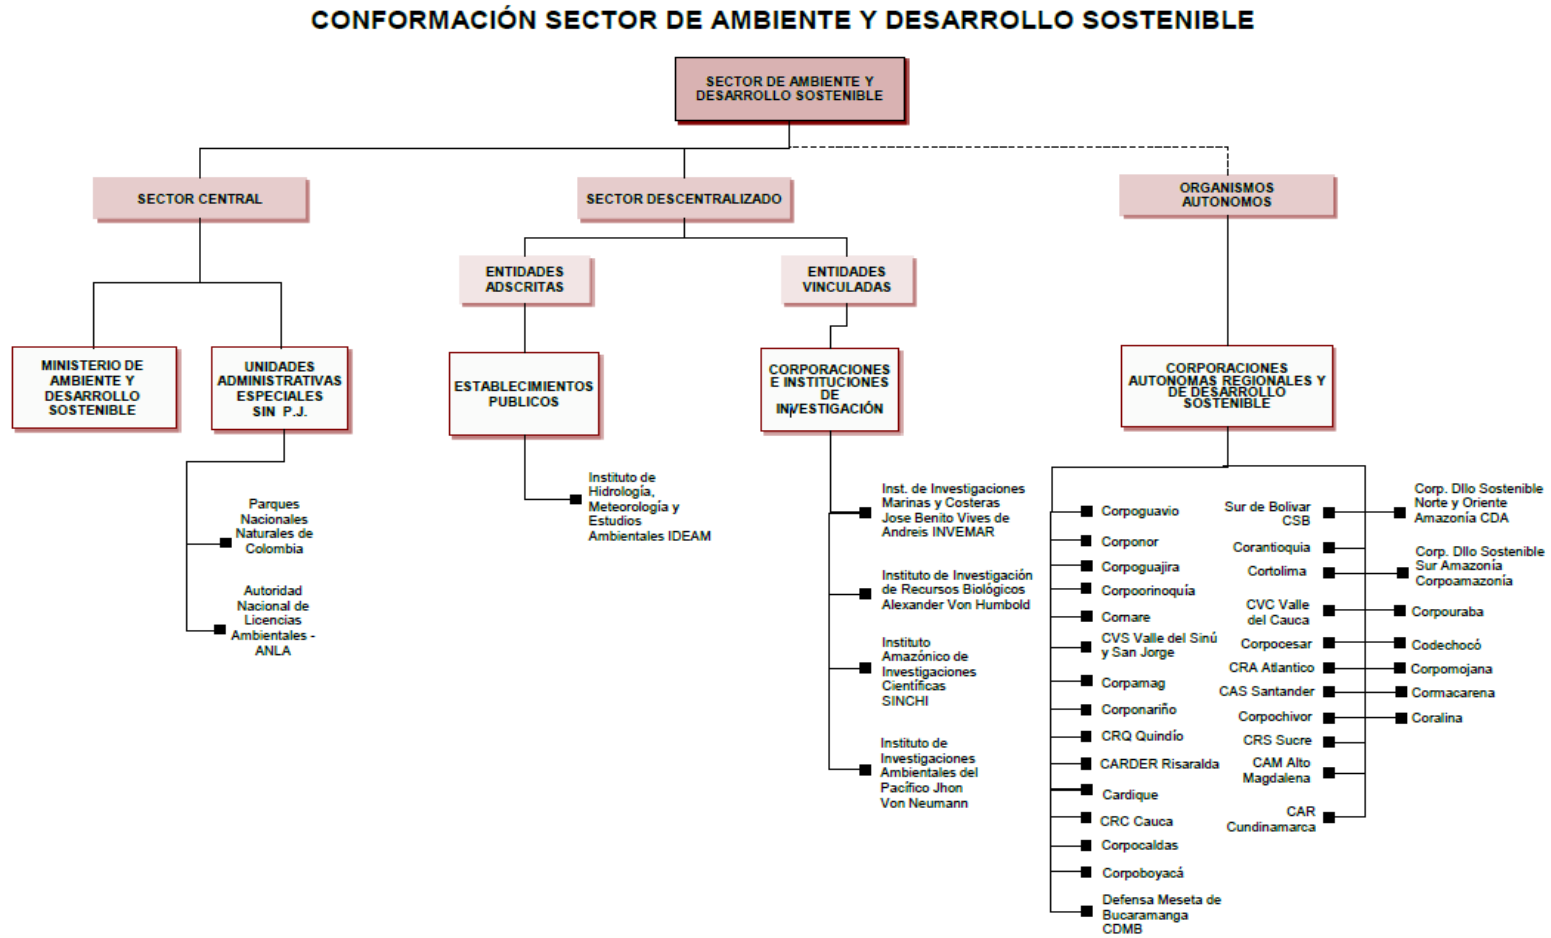 CONFORMACIÓN SECTOR DE AMBIENTE Y DESARROLLO SOSTENIBLE
SECTOR DE AMBIENTE Y
DESARROLLO SOSTENIBLE
SECTOR CENTRAL
SECTOR DESCENTRALIZADO
ORGANISMOS
AUTONOMOS
ENTIDADES
ADSCRITAS
ENTIDADES
VINCULADAS
MINISTERIO DE
AMBIENTE Y
DESARROLLO
SOSTENIBLE
UNIDADES
ADMINISTRATIVAS
ESPECIALES
SIN P.J.
ESTABLECIMIENTOS
PUBLICOS
CORPORACIONES
E INSTITUCIONES
DE
INVESTIGACIÓN
CORPORACIONES
AUTONOMAS REGIONALES Y
DE DESARROLLO
SOSTENIBLE
Parques
Nacionales
Naturales de
Colombia
Autoridad
Nacional de
Licencias
Ambientales -
ANLA
Instituto de
Hidrología,
Meteorología y
Estudios
Ambientales IDEAM
Inst. de Investigaciones
Marinas y Costeras
Jose Benito Vives de
Andreis INVEMAR
Instituto de Investigación
de Recursos Biológicos
Alexander Von Humbold
Instituto
Amazónico de
Investigaciones
Científicas
SINCHI
Instituto de
Investigaciones
Ambientales del
Pacífico Jhon
Von Neumann
Corpoguavio
Corponor
Corpoguajira
Corpoorinoquía
Cornare
CVS Valle del Sinú
y San Jorge
Corpamag
Corponariño
CRQ Quindío
CARDER Risaralda
Cardique
CRC Cauca
Corpocaldas
Corpoboyacá
Defensa Meseta de
Bucaramanga
CDMB
Sur de Bolivar
CSB
Corantioquia
Cortolima
CVC Valle
del Cauca
Corpocesar
CRA Atlantico
CAS Santander
Corpochivor
CRS Sucre
CAM Alto
Magdalena
CAR
Cundinamarca
Corp. Dllo Sostenible
Norte y Oriente
Amazonía CDA
Corp. Dllo Sostenible
Sur Amazonía
Corpoamazonía
Corpouraba
Codechocó
Corpomojana
Cormacarena
Coralina